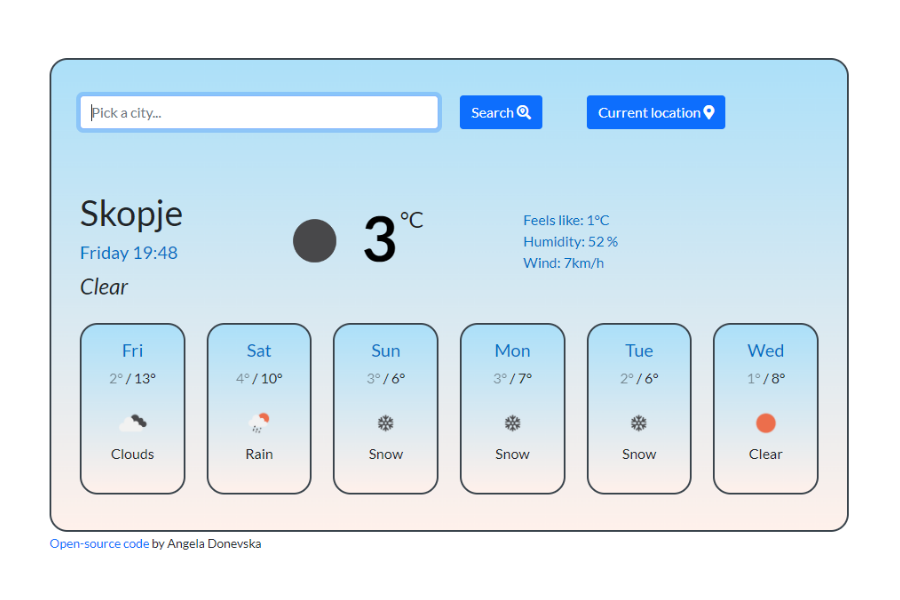 Pick a city...
Search
Current location
Skopje
Friday 19:48
Clear
3°C
Feels like: 1°C
Humidity: 52 %
Wind: 7km/h
Fri
2° / 13°
Clouds
Sat
4° / 10°
Rain
Sun
3° / 6°
Snow
Mon
3° / 7°
Snow
Tue
2° / 6°
Snow
Wed
1° / 8°
Clear
Open-source code by Angela Donevska